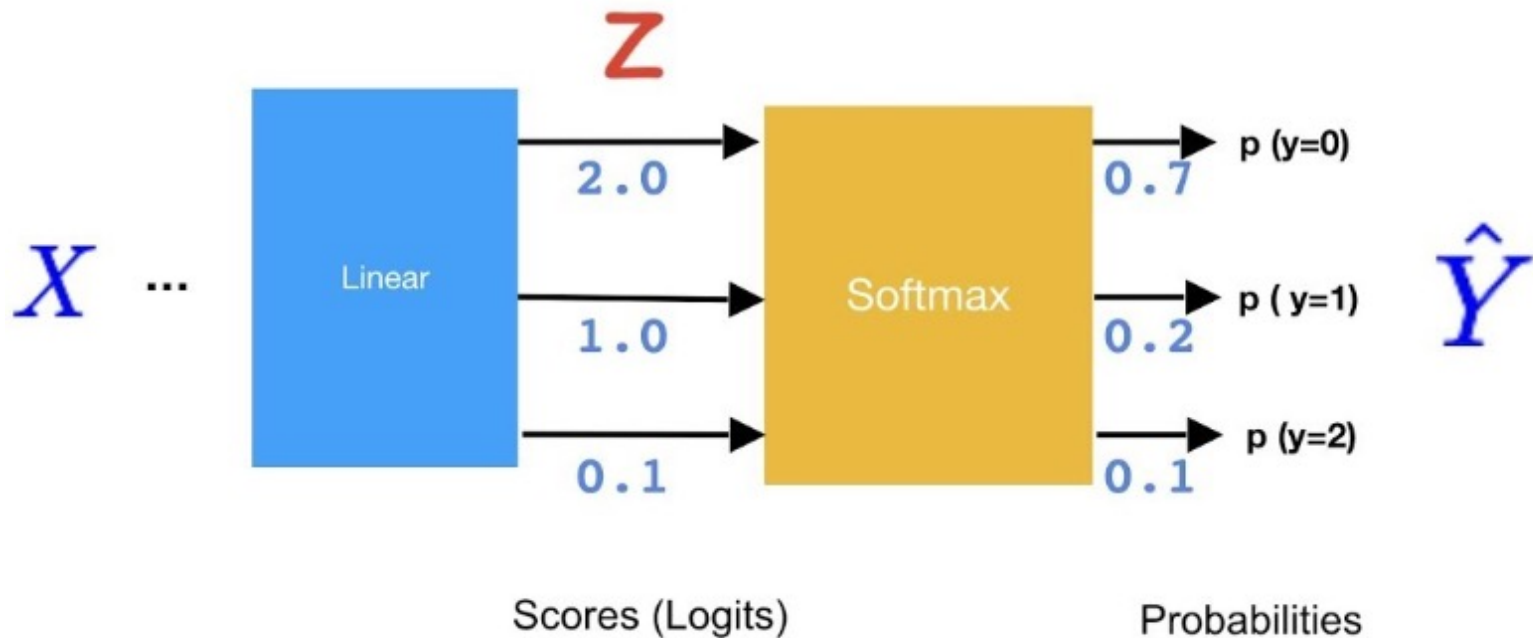 Z
2.0
0.7
p (y=0)
X
...
Linear
Softmax
1.0
0.2
p ( y=1)
Ŷ
0.1
0.1
p (y=2)
Scores (Logits)
Probabilities